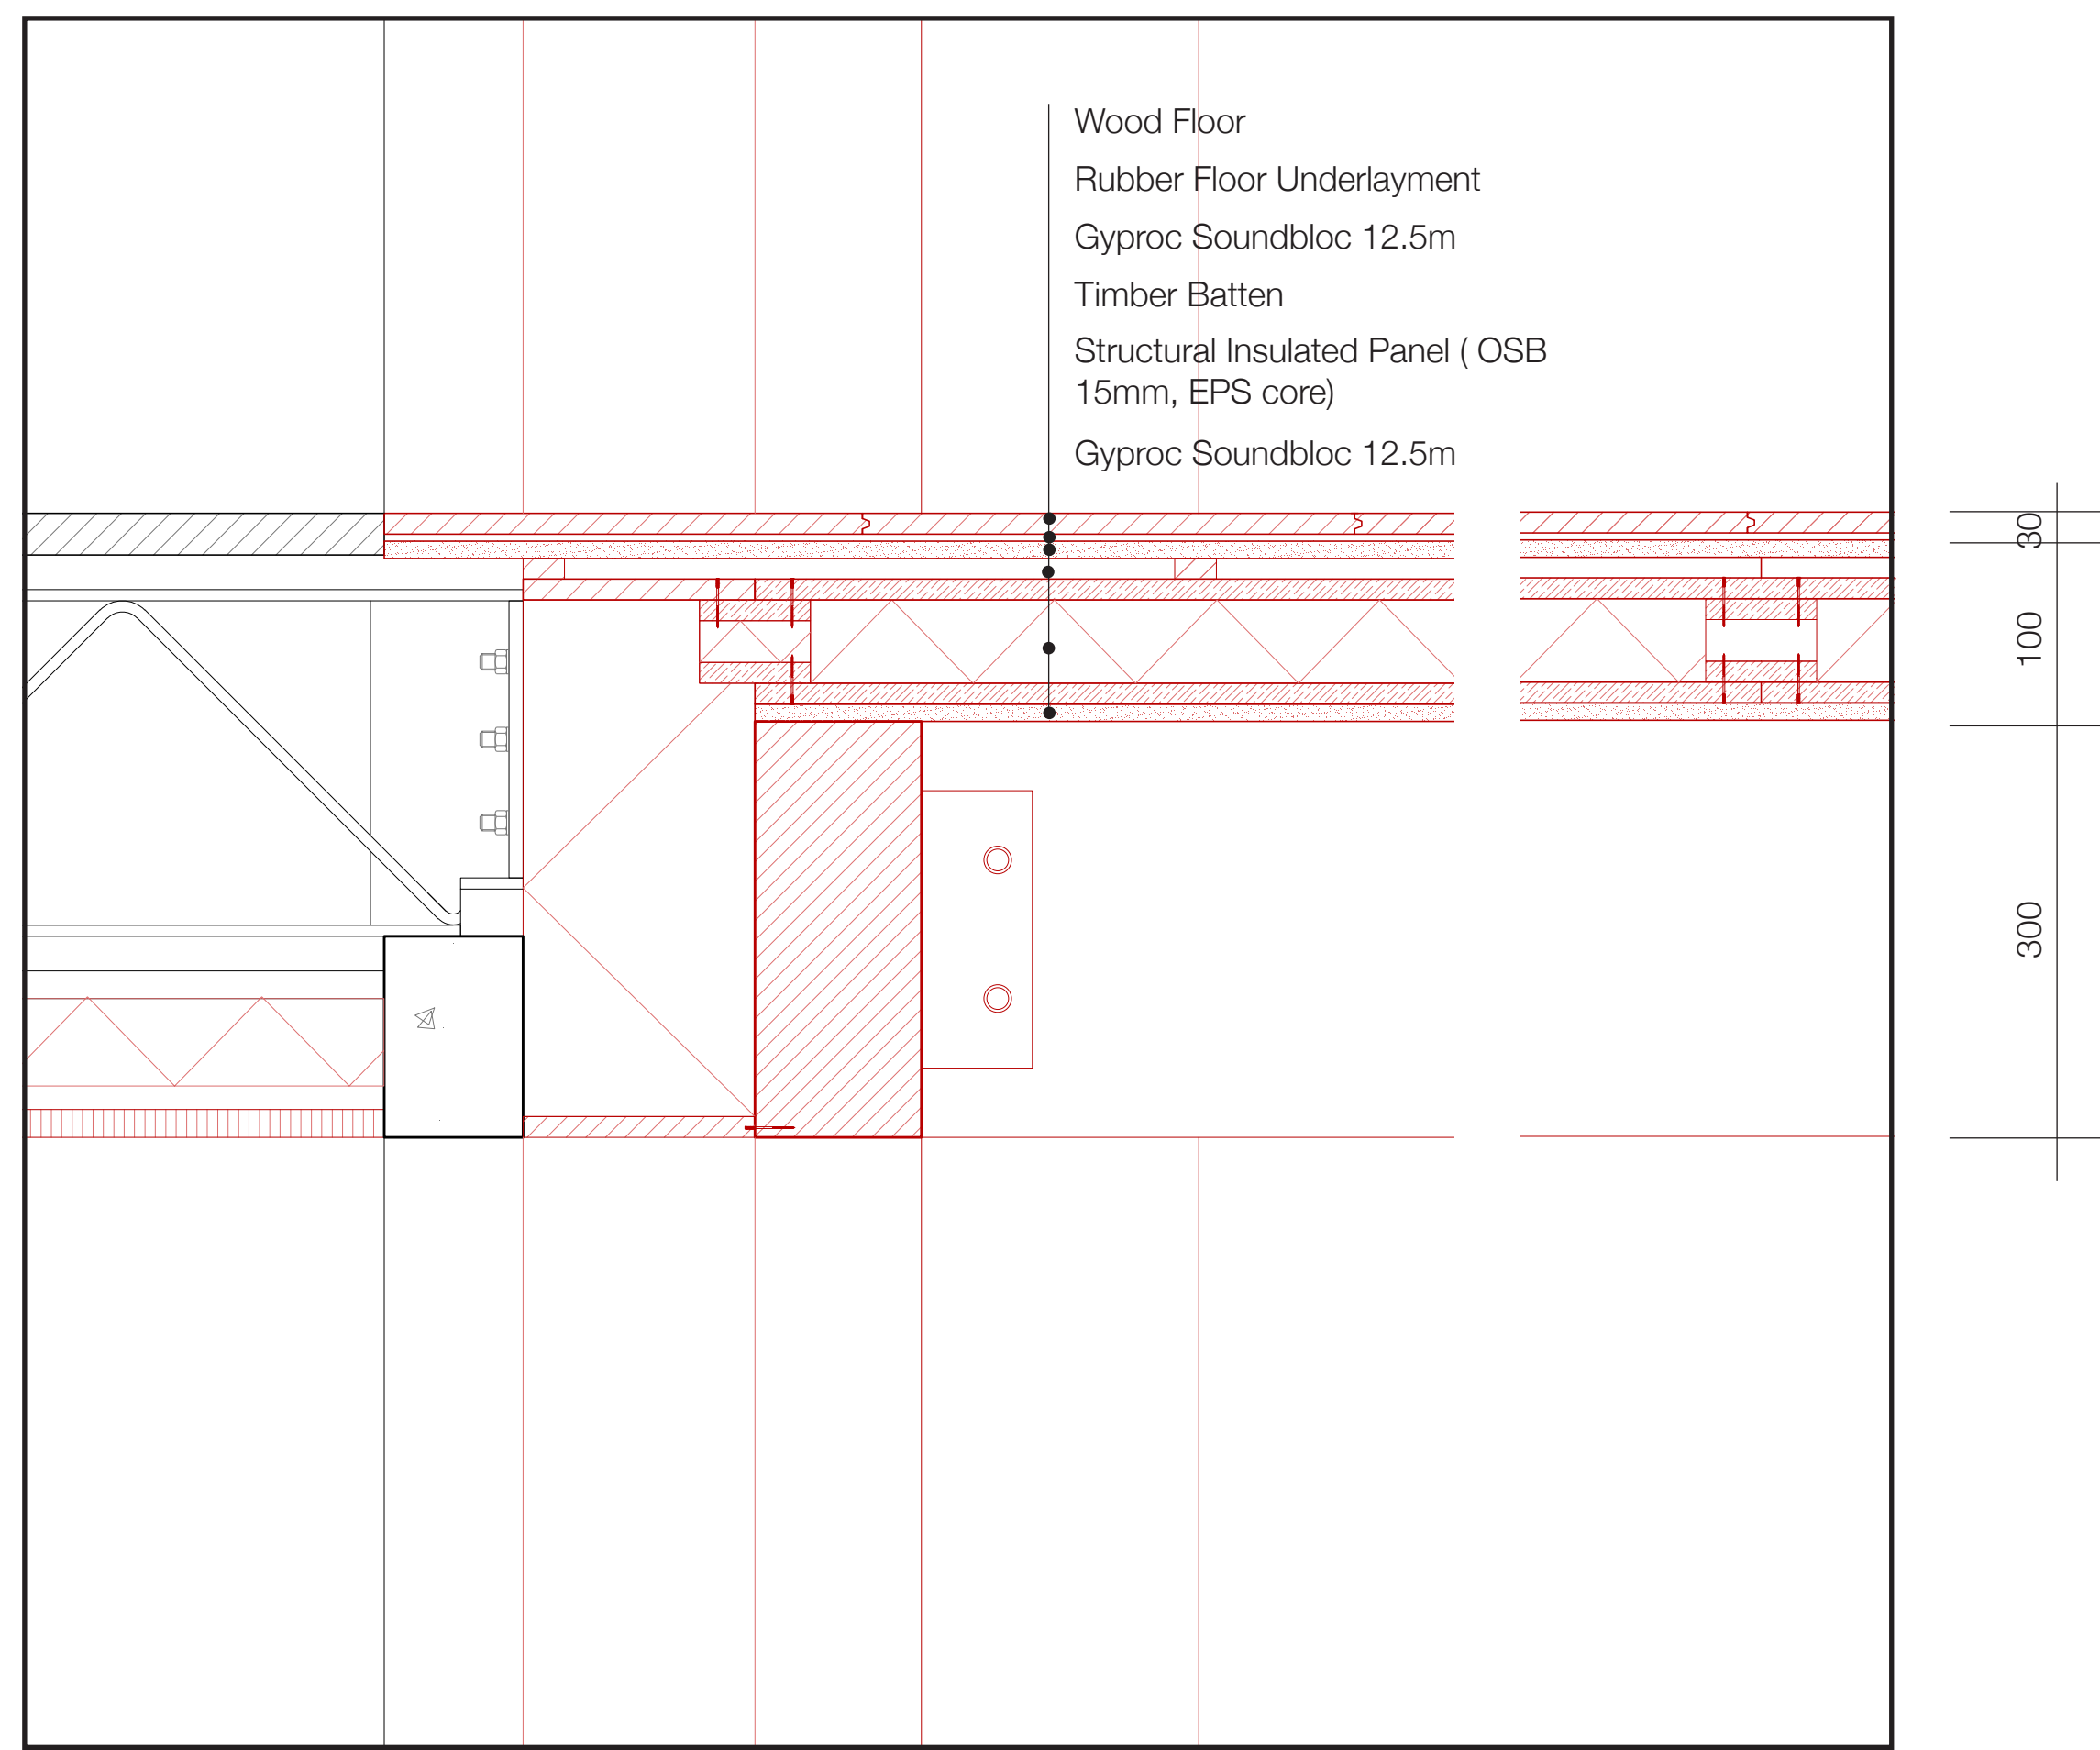 Wood Floor
Rubber Floor Underlayment
Gyproc Soundbloc 12.5m
Timber Batten
Structural Insulated Panel ( OSB
15mm, EPS core)
Gyproc Soundbloc 12.5m
30
100
300